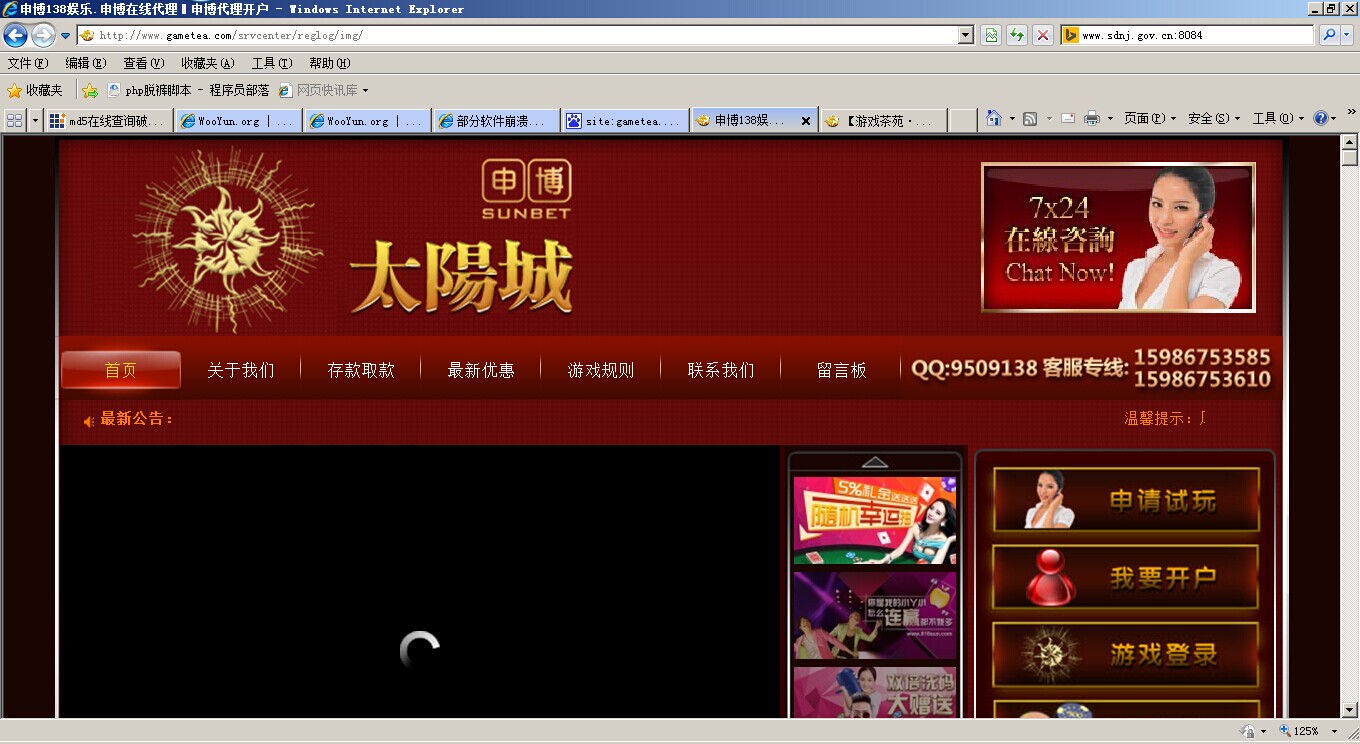 申博138娱乐.申博在线代理‖申博代理开户 - Windows Internet Explorer
http://www.gametea.com/srvcenter/reglog/img/
www.sdnj.gov.cn:8084
文件(F) 编辑(E) 查看(V) 收藏夹(A) 工具(T) 帮助(H)
收藏夹 php脱裤脚本 - 程序员部落 网页快讯库
md5在线查询破... WooYun.org | ... WooYun.org | ... 部分软件崩溃... site:gametea.... 申博138娱... 【游戏茶苑·...
页面(P) 安全(S) 工具(O)
申博
SUNBET
太陽城
7x24
在線咨詢
Chat Now!
首页 关于我们 存款取款 最新优惠 游戏规则 联系我们 留言板
QQ:9509138 客服专线:
15986753585
15986753610
最新公告：
温馨提示：
5%礼金送送送
随机幸运抽
你是我的小丫小
怎么连赢都不嫌多
双倍洗码
大赠送
申请试玩
我要开户
游戏登录
125%